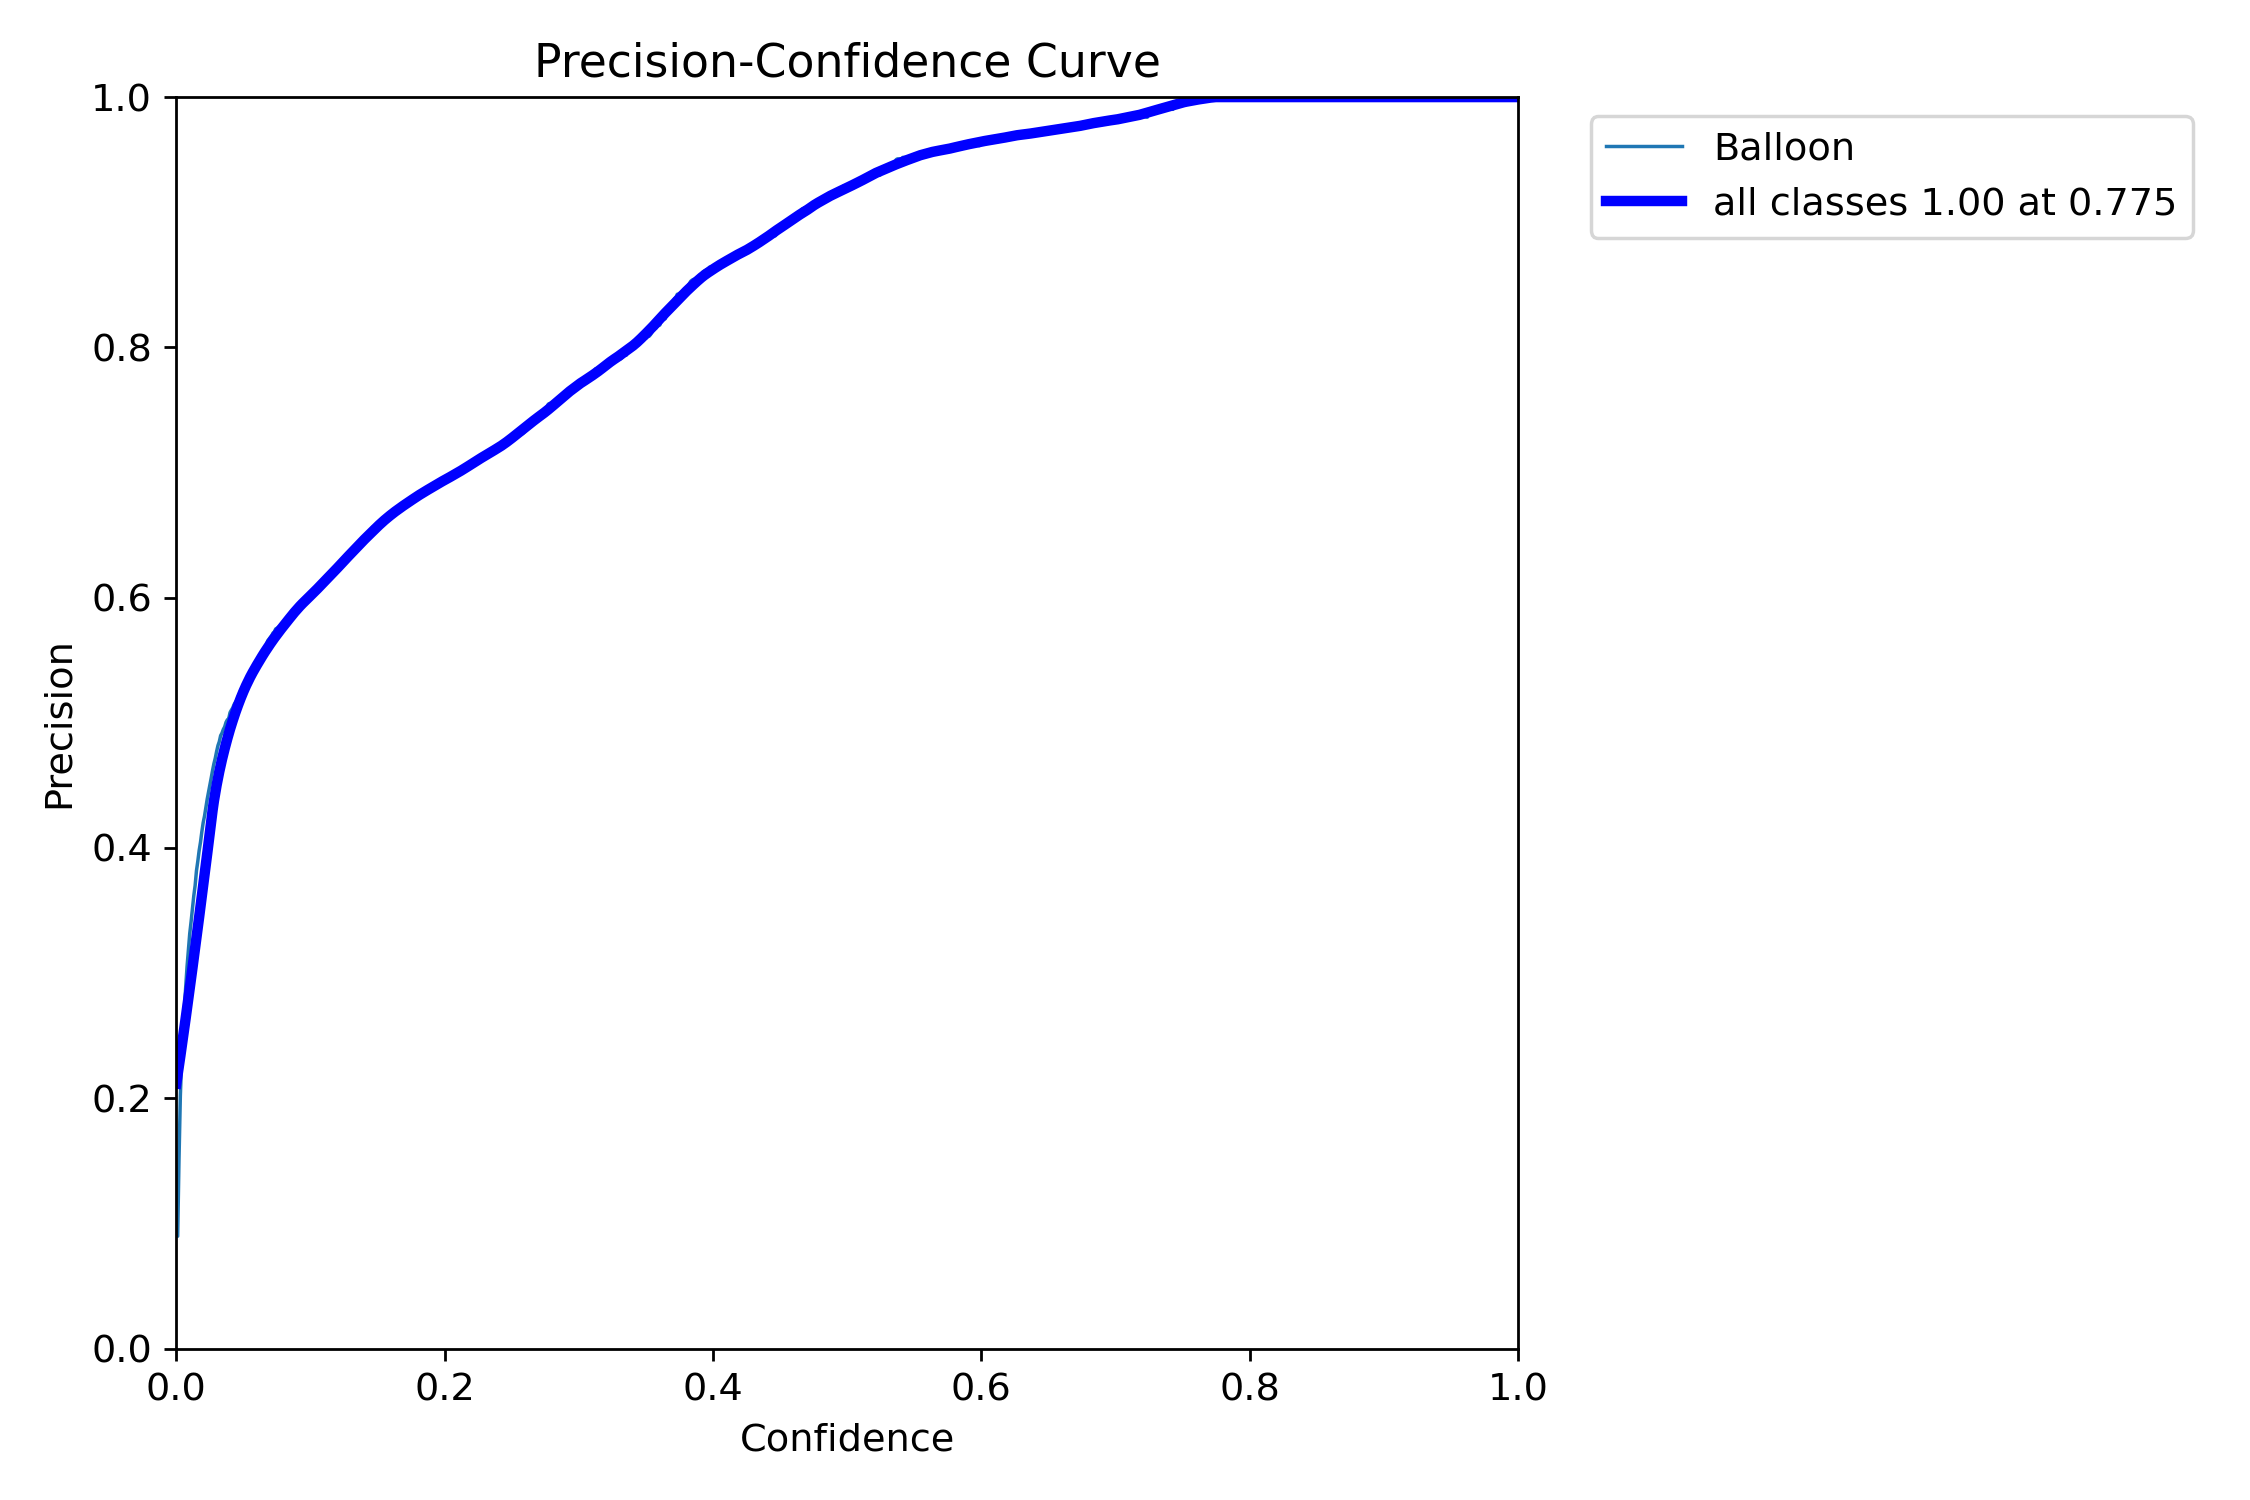 Precision-Confidence Curve
1.0
0.8
0.6
0.4
0.2
0.0
Precision
0.0 0.2 0.4 0.6 0.8 1.0
Confidence
Balloon
all classes 1.00 at 0.775